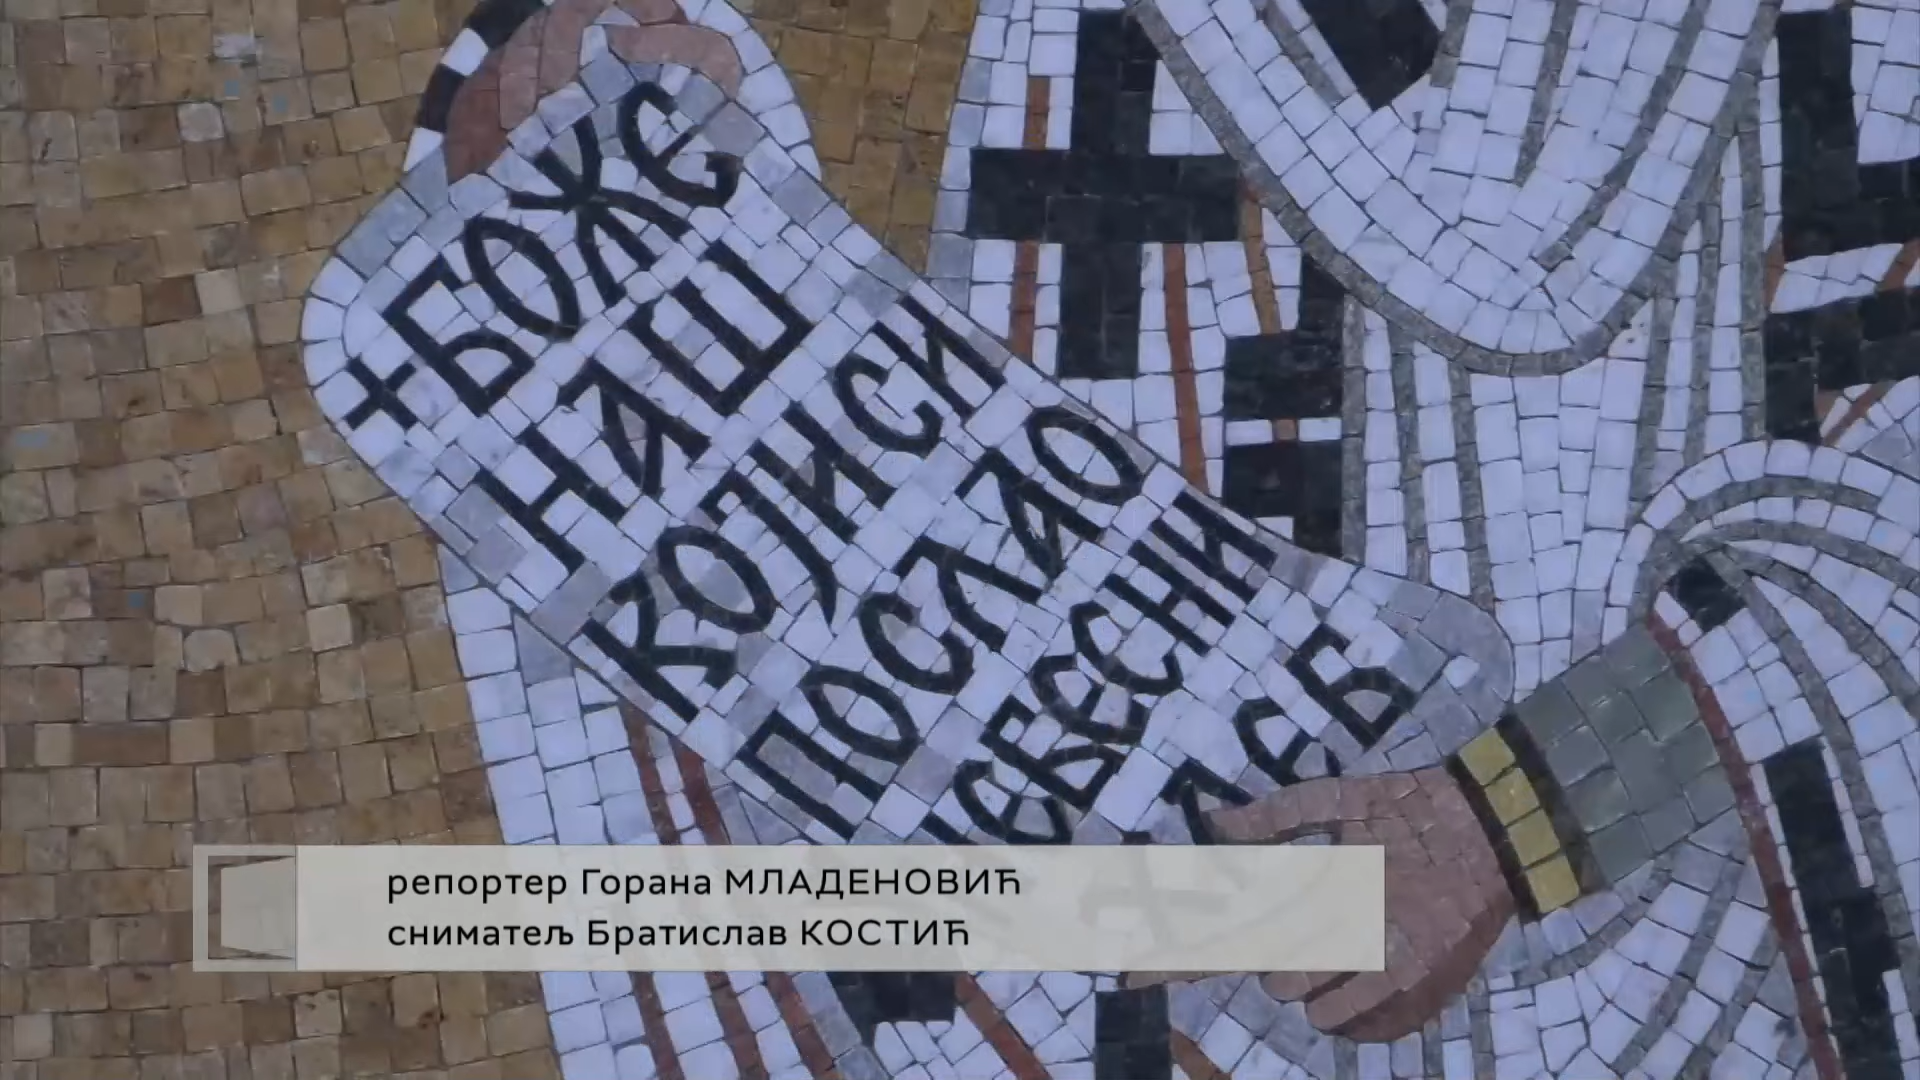 +БОЖЕ
НАШ
КОЈИ СИ
ПОСЛАО
НЕБЕСНИ
ХЛЕБ
репортер Горана МЛАДЕНОВИЋ
сниматељ Братислав КОСТИЋ